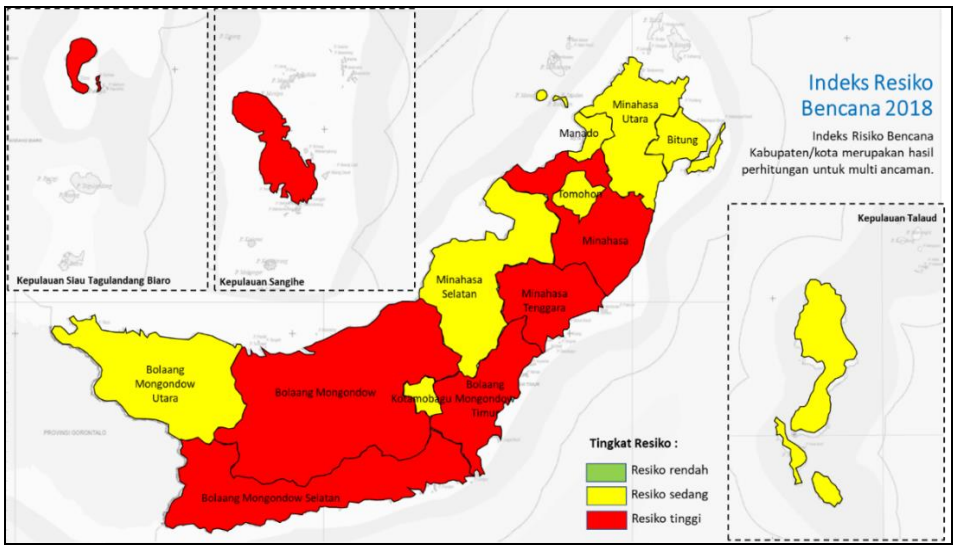 Indeks Resiko
Bencana 2018
Indeks Risiko Bencana
Kabupaten/kota merupakan hasil
perhitungan untuk multi ancaman.
Kepulauan Siau Tagulandang Biaro
Kepulauan Sangihe
Kepulauan Talaud
Minahasa
Utara
Manado
Bitung
Tomohon
Minahasa
Minahasa
Selatan
Minahasa
Tenggara
Bolaang
Mongondow
Utara
Bolaang Mongondow
Kotamobagu
Bolaang
Mongondow
Timur
Bolaang Mongondow Selatan
PROVINSI GORONTALO
Tingkat Resiko :
Resiko rendah
Resiko sedang
Resiko tinggi